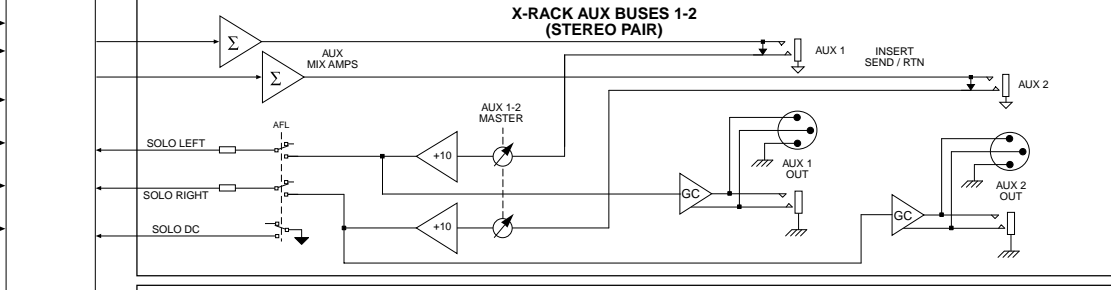 X-RACK AUX BUSES 1-2
(STEREO PAIR)
Σ
AUX
MIX AMPS
Σ
AUX 1
INSERT
SEND / RTN
AUX 2
AUX 1-2
MASTER
AFL
SOLO LEFT
+10
AUX 1
OUT
SOLO RIGHT
GC
AUX 2
OUT
SOLO DC
+10
GC